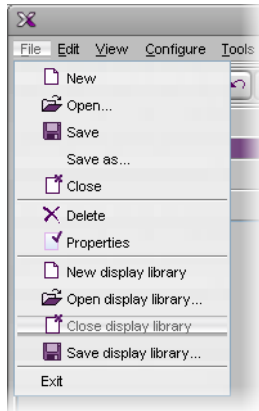 File Edit View Configure Tools
New
Open...
Save
Save as...
Close
Delete
Properties
New display library
Open display library...
Close display library
Save display library...
Exit